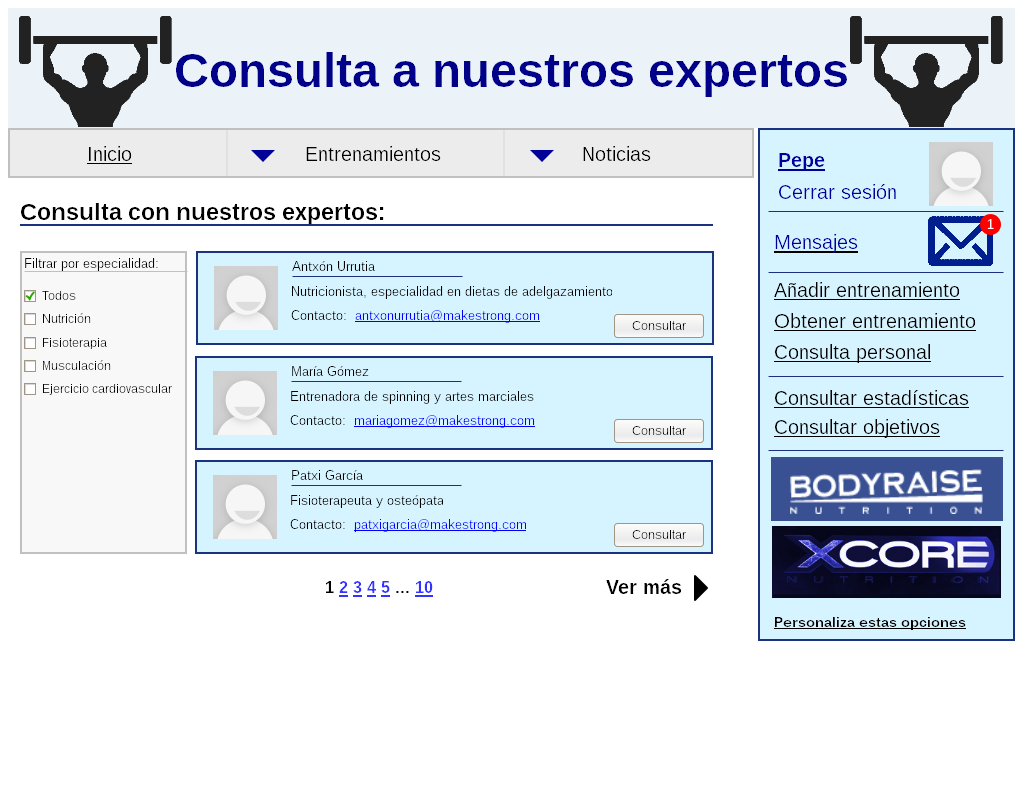 Consulta a nuestros expertos
Inicio
Entrenamientos
Noticias
Consulta con nuestros expertos:
Filtrar por especialidad:
Todos
Nutrición
Fisioterapia
Musculación
Ejercicio cardiovascular
Antxón Urrutia
Nutricionista, especialidad en dietas de adelgazamiento
Contacto: antxonurrutia@makestrong.com
Consultar
María Gómez
Entrenadora de spinning y artes marciales
Contacto: mariagomez@makestrong.com
Consultar
Patxi García
Fisioterapeuta y osteópata
Contacto: patxigarcia@makestrong.com
Consultar
1 2 3 4 5 ... 10
Ver más
Pepe
Cerrar sesión
Mensajes
1
Añadir entrenamiento
Obtener entrenamiento
Consulta personal
Consultar estadísticas
Consultar objetivos
BODYRAISE
NUTRITION
XCORE
NUTRITION
Personaliza estas opciones